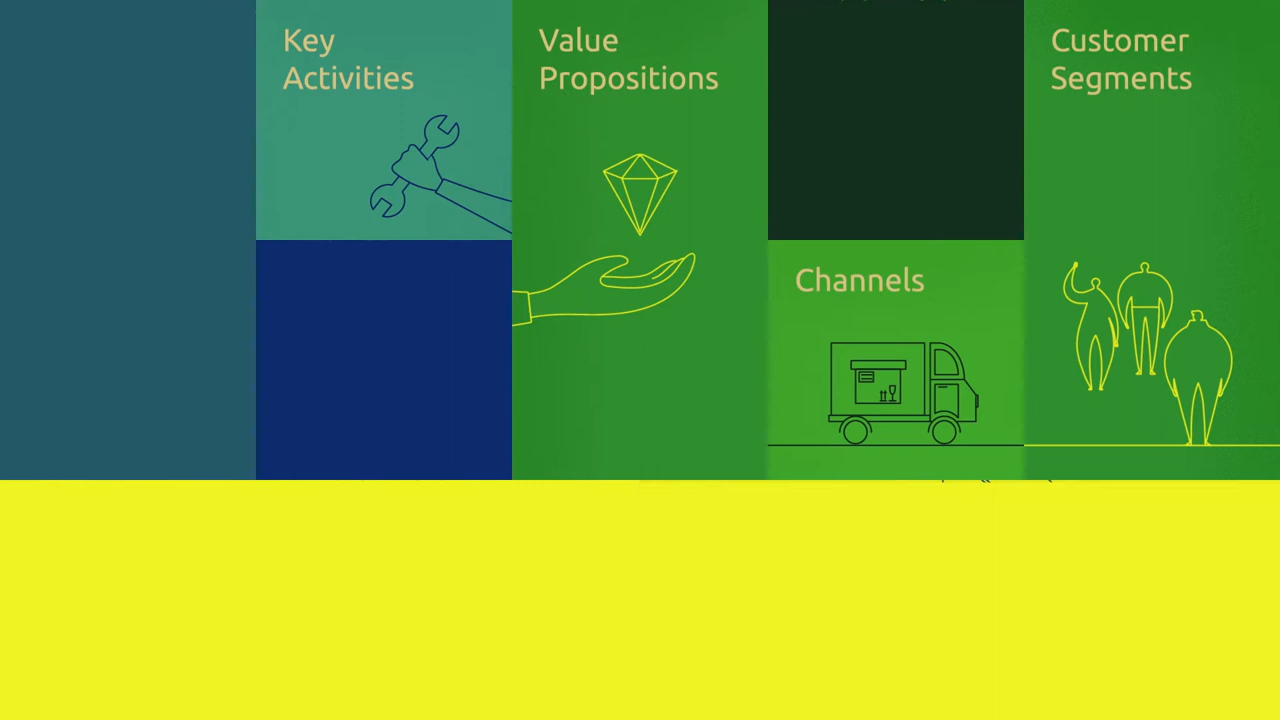 Key
Activities
Value
Propositions
Customer
Segments
Channels